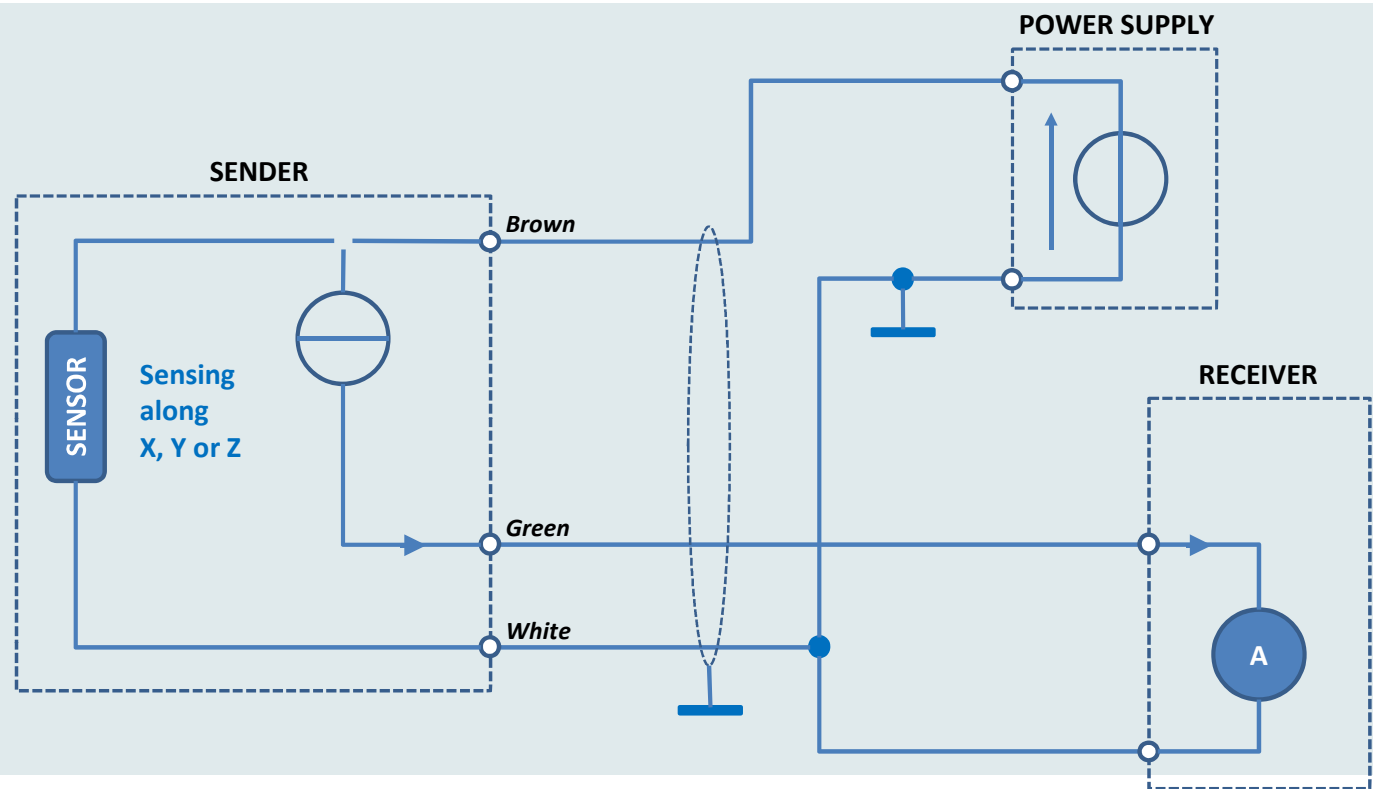 POWER SUPPLY
SENDER
Brown
SENSOR
Sensing
along
X, Y or Z
RECEIVER
Green
White
A